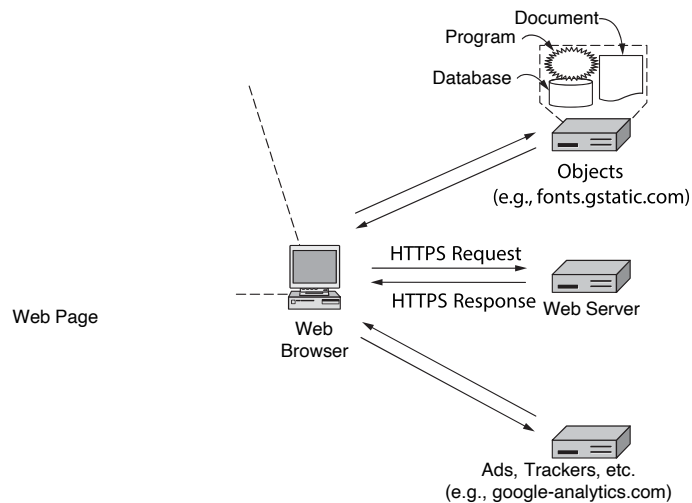 Document
Program
Database
Objects
(e.g., fonts.gstatic.com)
HTTPS Request
HTTPS Response
Web Server
Web Page
Web
Browser
Ads, Trackers, etc.
(e.g., google-analytics.com)